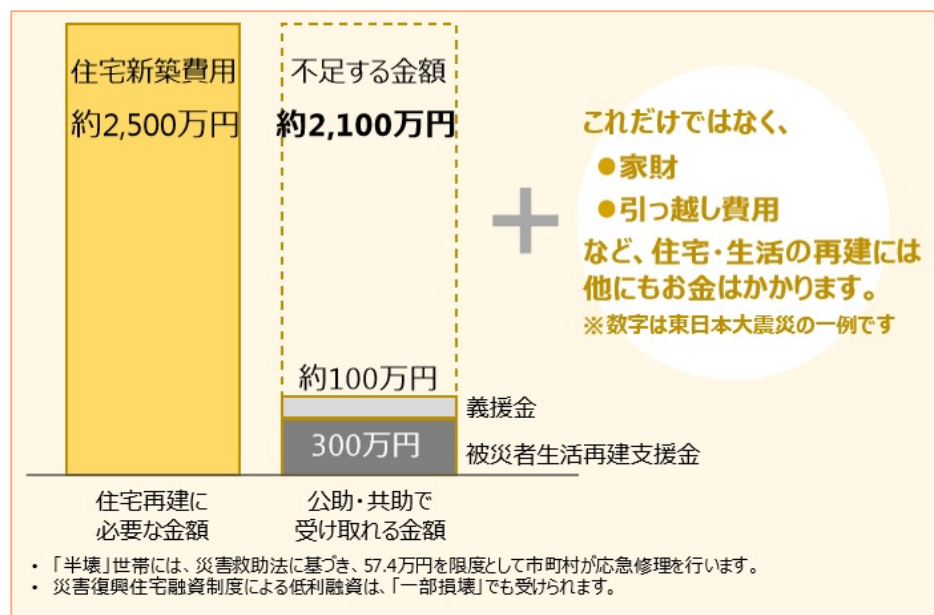 住宅新築費用
約2,500万円
不足する金額
約2,100万円
これだけではなく、
●家財
●引っ越し費用
など、住宅・生活の再建には
他にもお金はかかります。
※数字は東日本大震災の一例です
約100万円
義援金
300万円
被災者生活再建支援金
住宅再建に
必要な金額
公助・共助で
受け取れる金額
・「半壊」世帯には、災害救助法に基づき、57.4万円を限度として市町村が応急修理を行います。
・災害復興住宅融資制度による低利融資は、「一部損壊」でも受けられます。